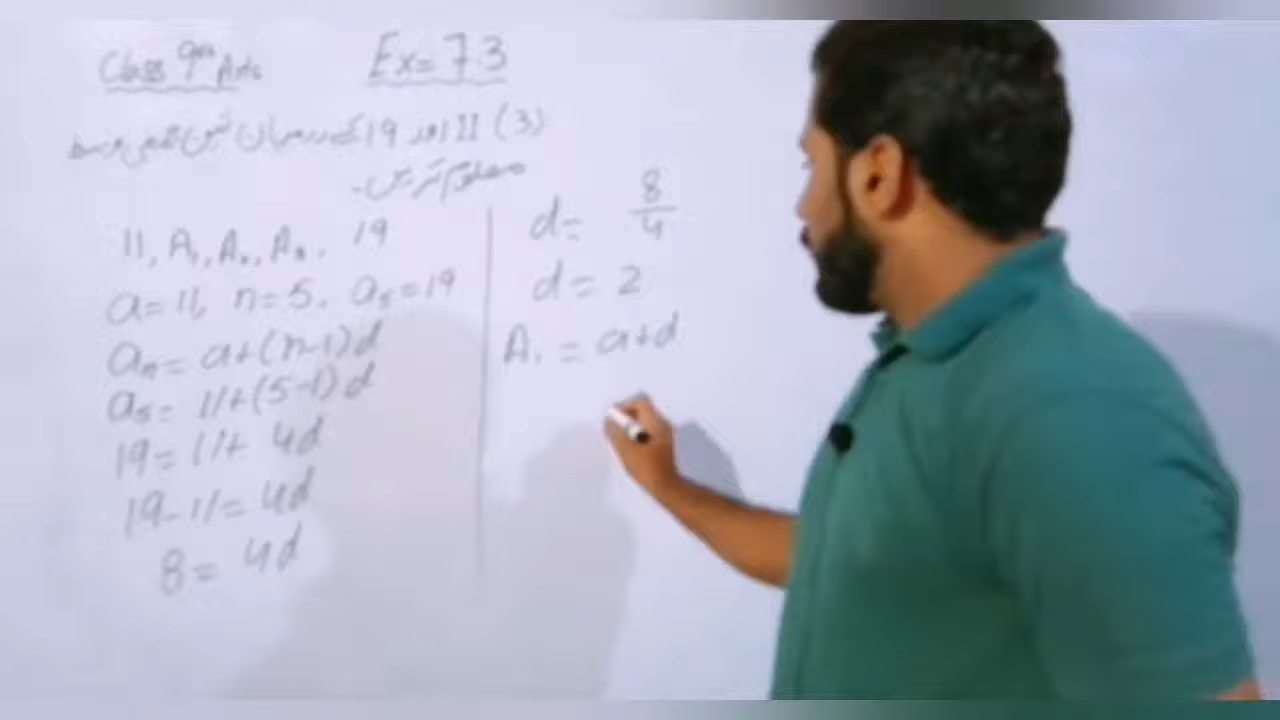 Class 9th Arts
Ex= 7.3
(3) 11 اور 19 کے درمیان تین حسابی وسط
معلوم کریں۔
11, A₁, A₂, A₃, 19
a=11, n=5, a₅=19
aₙ= a+(n-1)d
a₅= 11+(5-1)d
19= 11+ 4d
19-11= 4d
8= 4d
d= 8/4
d= 2
A₁ = a+d